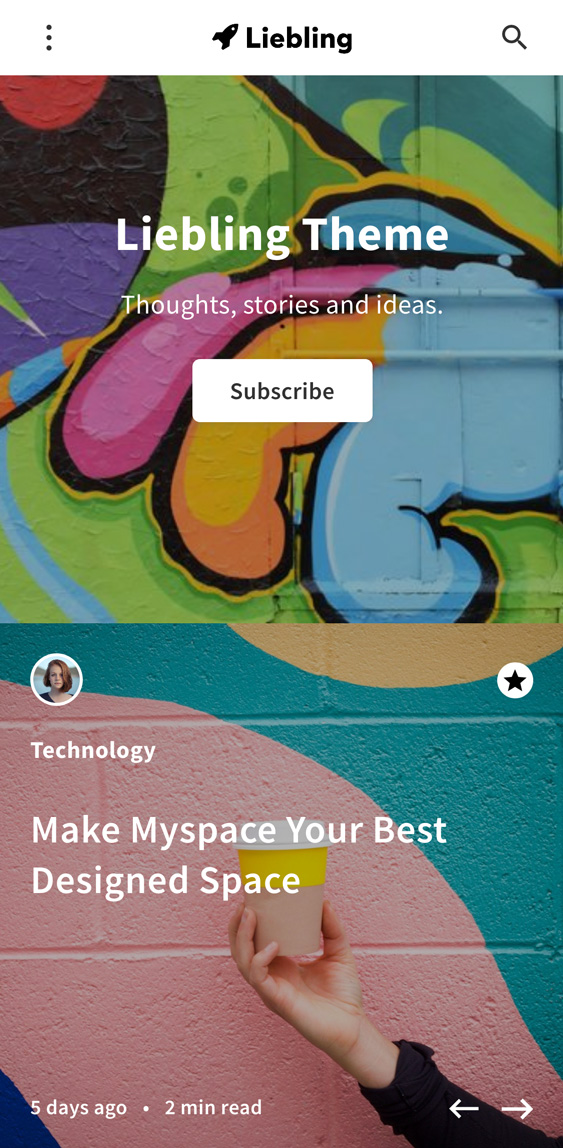 Liebling
Liebling Theme
Thoughts, stories and ideas.
Subscribe
Technology
Make Myspace Your Best
Designed Space
5 days ago • 2 min read